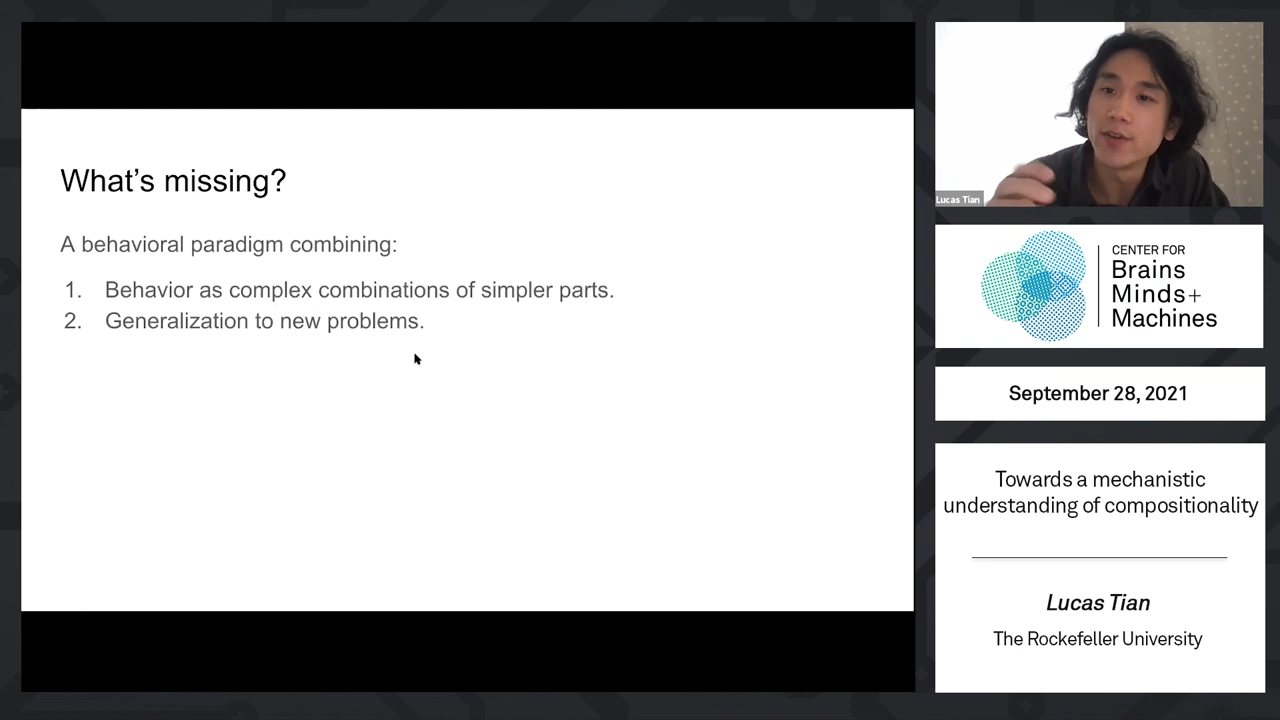 What's missing?
A behavioral paradigm combining:
1. Behavior as complex combinations of simpler parts.
2. Generalization to new problems.
Lucas Tian
CENTER FOR
Brains
Minds+
Machines
September 28, 2021
Towards a mechanistic
understanding of compositionality
Lucas Tian
The Rockefeller University